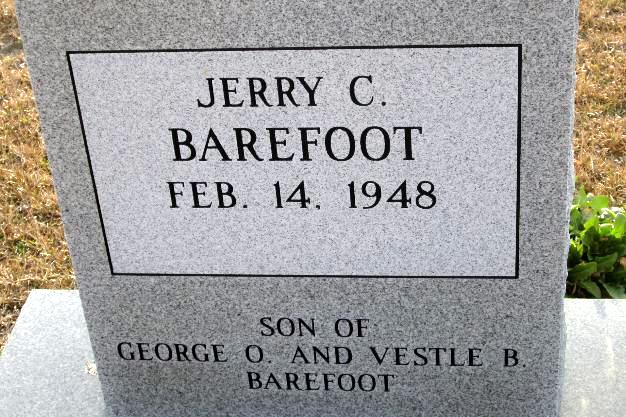 JERRY C.
BAREFOOT
FEB. 14, 1948
SON OF
GEORGE O. AND VESTLE B.
BAREFOOT